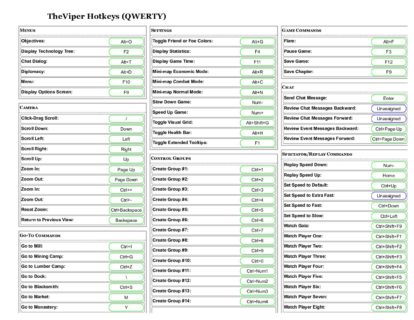 TheViper Hotkeys (QWERTY)
MENUS
Objectives: Alt+O
Display Technology Tree: F2
Chat Dialog: Alt+T
Diplomacy: Alt+D
Menu: F10
Display Options Screen: F9
CAMERA
Click-Drag Scroll: /
Scroll Down: Down
Scroll Left: Left
Scroll Right: Right
Scroll Up: Up
Zoom In: Page Up
Zoom Out: Page Down
Zoom In: Ctrl++
Zoom Out: Ctrl+-
Reset Zoom: Ctrl+Backspace
Return to Previous View: Backspace
GO-TO COMMANDS
Go to Mill: Ctrl+I
Go to Mining Camp: Ctrl+G
Go to Lumber Camp: Ctrl+Z
Go to Dock: \
Go to Blacksmith: Ctrl+S
Go to Market: M
Go to Monastery: Y
SETTINGS
Toggle Friend or Foe Colors: Alt+G
Display Statistics: F4
Display Game Time: F11
Mini-map Economic Mode: Alt+R
Mini-map Combat Mode: Alt+C
Mini-map Normal Mode: Alt+N
Slow Down Game: Num-
Speed Up Game: Num+
Toggle Visual Grid: Alt+Shift+G
Toggle Health Bar: Alt+H
Toggle Extended Tooltips: F1
CONTROL GROUPS
Create Group #1: Ctrl+1
Create Group #2: Ctrl+2
Create Group #3: Ctrl+3
Create Group #4: Ctrl+4
Create Group #5: Ctrl+5
Create Group #6: Ctrl+6
Create Group #7: Ctrl+7
Create Group #8: Ctrl+8
Create Group #9: Ctrl+9
Create Group #10: Ctrl+0
Create Group #11: Ctrl+Num1
Create Group #12: Ctrl+Num2
Create Group #13: Ctrl+Num3
Create Group #14: Ctrl+Num4
GAME COMMANDS
Flare: Alt+F
Pause Game: F3
Save Game: F12
Save Chapter: F9
CHAT
Send Chat Message: Enter
Review Chat Messages Backward: Unassigned
Review Chat Messages Forward: Unassigned
Review Event Messages Backward: Ctrl+Page Up
Review Event Messages Forward: Ctrl+Page Down
SPECTATOR/REPLAY COMMANDS
Replay Speed Down: Num-
Replay Speed Up: Home
Set Speed to Default: Ctrl+Up
Set Speed to Extra Fast: Unassigned
Set Speed to Fast: Ctrl+Down
Set Speed to Slow: Ctrl+Left
Watch Gaia: Ctrl+Shift+F9
Watch Player One: Ctrl+Shift+F1
Watch Player Two: Ctrl+Shift+F2
Watch Player Three: Ctrl+Shift+F3
Watch Player Four: Ctrl+Shift+F4
Watch Player Five: Ctrl+Shift+F5
Watch Player Six: Ctrl+Shift+F6
Watch Player Seven: Ctrl+Shift+F7
Watch Player Eight: Ctrl+Shift+F8